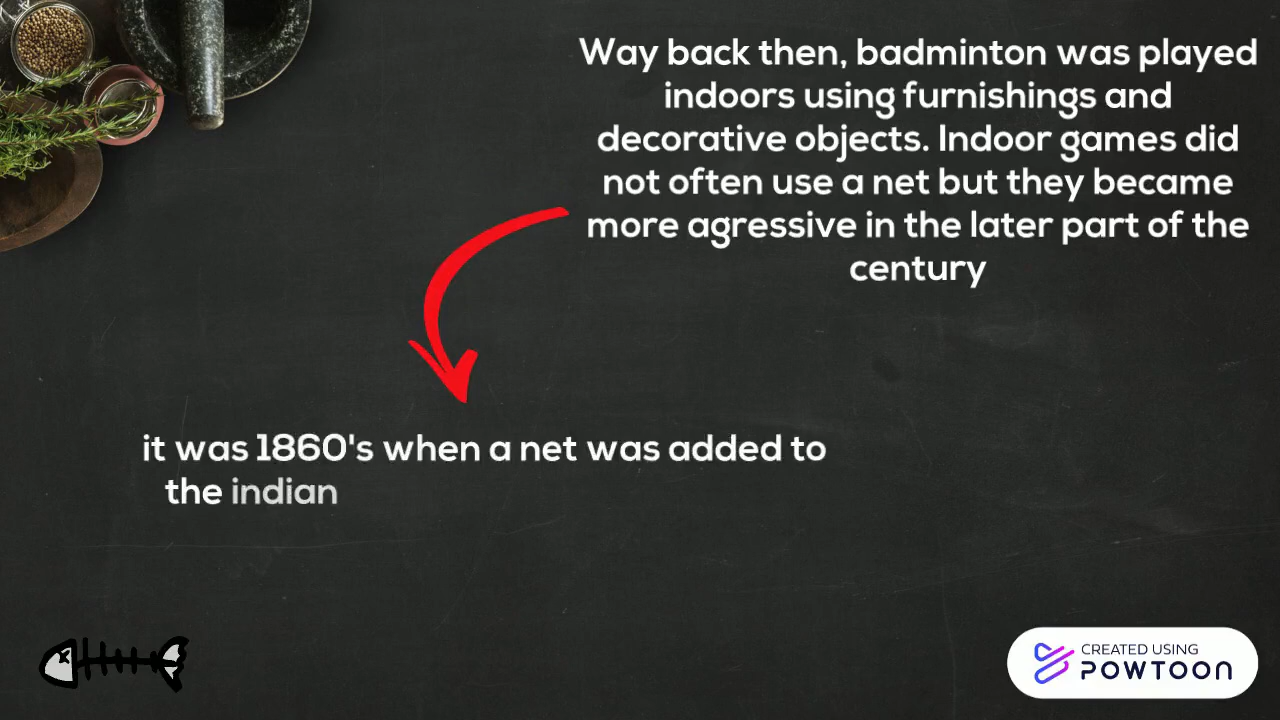 Way back then, badminton was played
indoors using furnishings and
decorative objects. Indoor games did
not often use a net but they became
more agressive in the later part of the
century
it was 1860's when a net was added to
the indian
CREATED USING
POWTOON